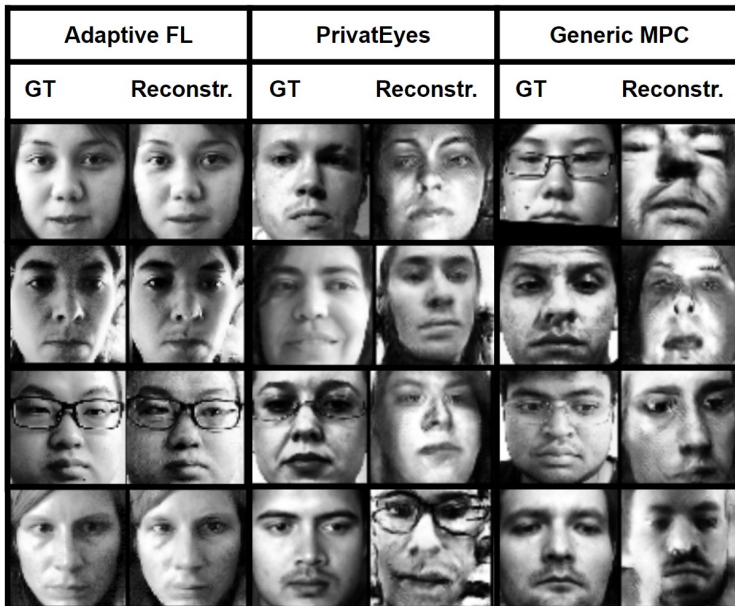 Adaptive FL PrivatEyes Generic MPC
GT Reconstr. GT Reconstr. GT Reconstr.